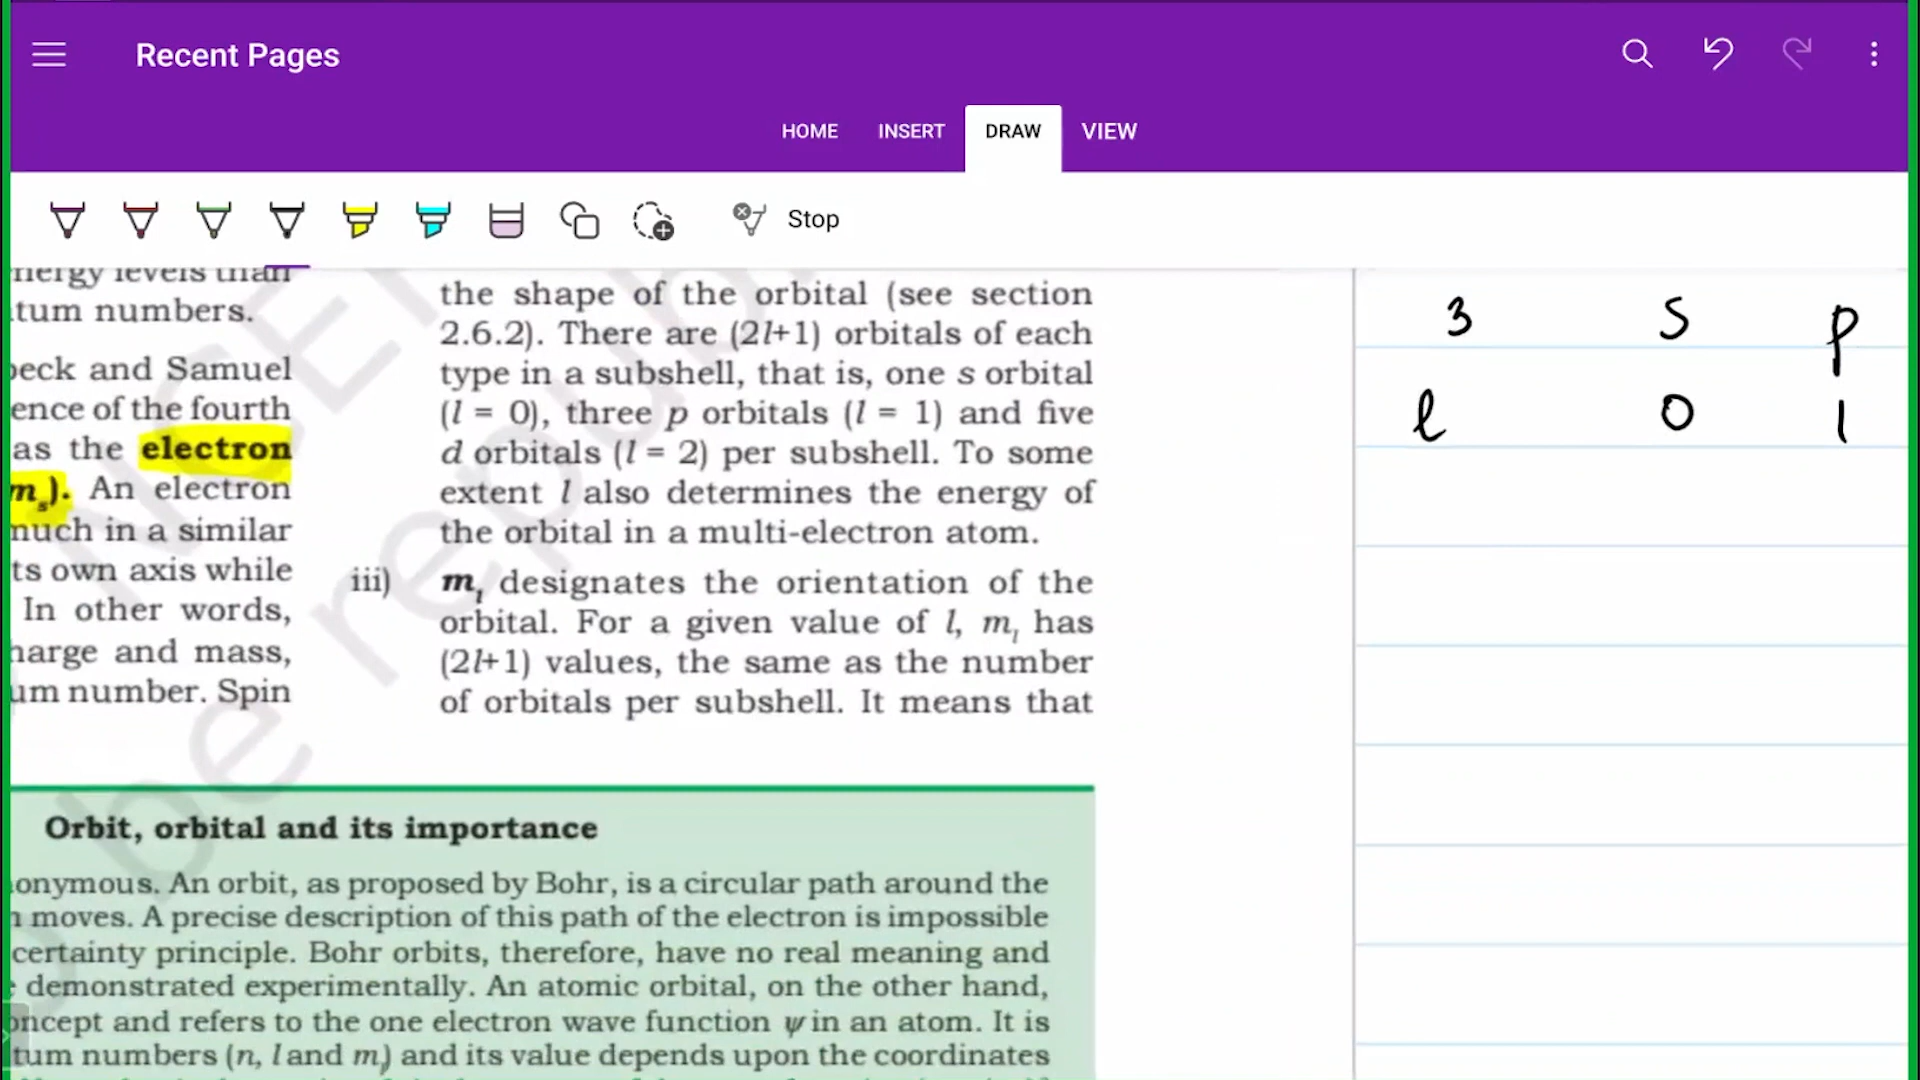 Recent Pages
HOME INSERT DRAW VIEW
Stop
energy levels than
tum numbers.
eck and Samuel
ence of the fourth
as the electron
mₛ). An electron
much in a similar
ts own axis while
In other words,
harge and mass,
um number. Spin
the shape of the orbital (see section
2.6.2). There are (2l+1) orbitals of each
type in a subshell, that is, one s orbital
(l = 0), three p orbitals (l = 1) and five
d orbitals (l = 2) per subshell. To some
extent l also determines the energy of
the orbital in a multi-electron atom.
iii) mₗ designates the orientation of the
orbital. For a given value of l, mₗ has
(2l+1) values, the same as the number
of orbitals per subshell. It means that
Orbit, orbital and its importance
onymous. An orbit, as proposed by Bohr, is a circular path around the
n moves. A precise description of this path of the electron is impossible
certainty principle. Bohr orbits, therefore, have no real meaning and
e demonstrated experimentally. An atomic orbital, on the other hand,
oncept and refers to the one electron wave function ψ in an atom. It is
tum numbers (n, l and mₗ) and its value depends upon the coordinates
3 s p
l 0 1